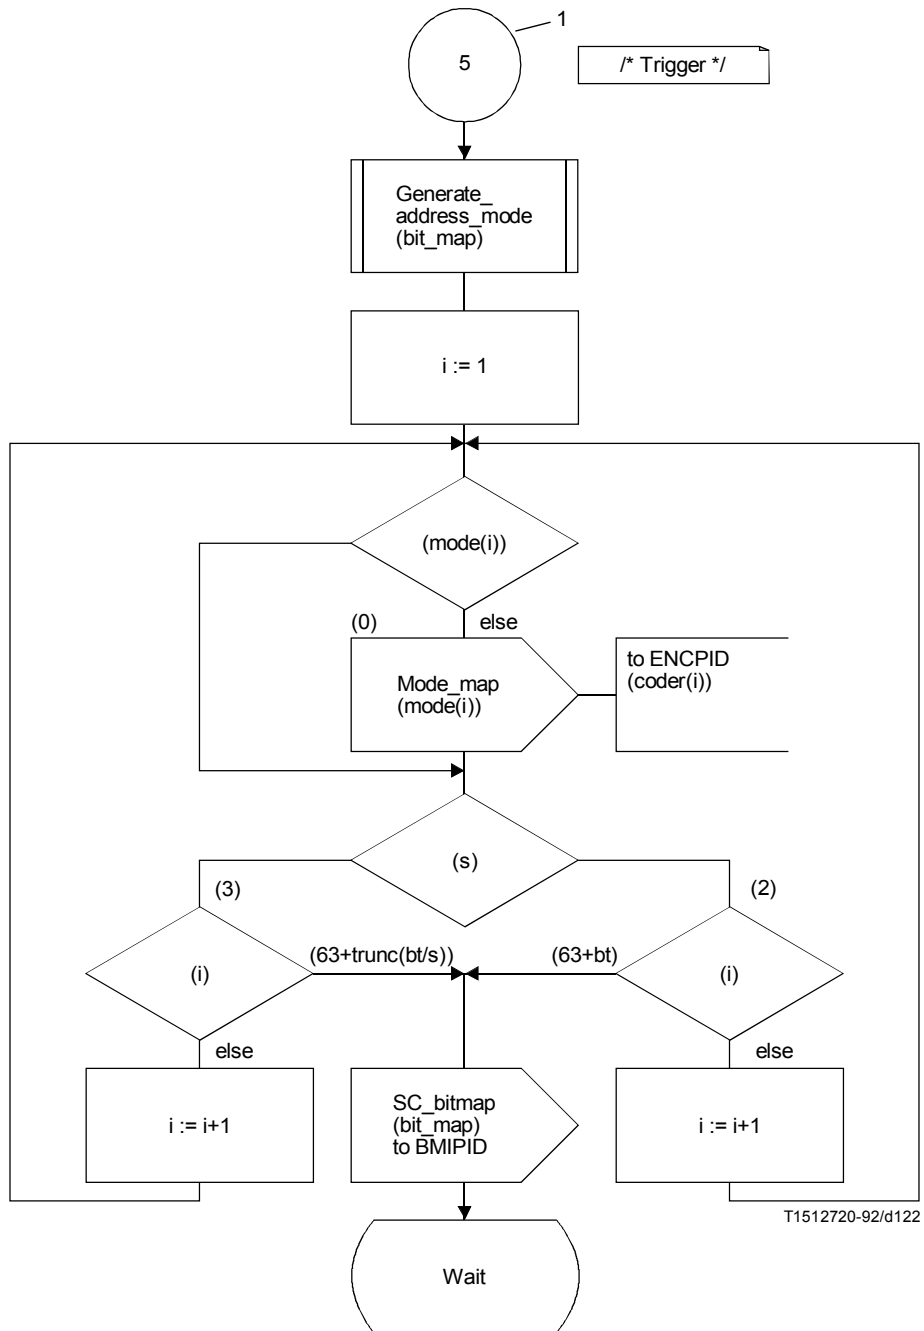 1
5
/* Trigger */
Generate_
address_mode
(bit_map)
i := 1
(mode(i))
(0)
else
Mode_map
(mode(i))
to ENCPID
(coder(i))
(s)
(3)
(2)
(i)
(63+trunc(bt/s))
(63+bt)
(i)
else
else
i := i+1
SC_bitmap
(bit_map)
to BMIPID
i := i+1
T1512720-92/d122
Wait